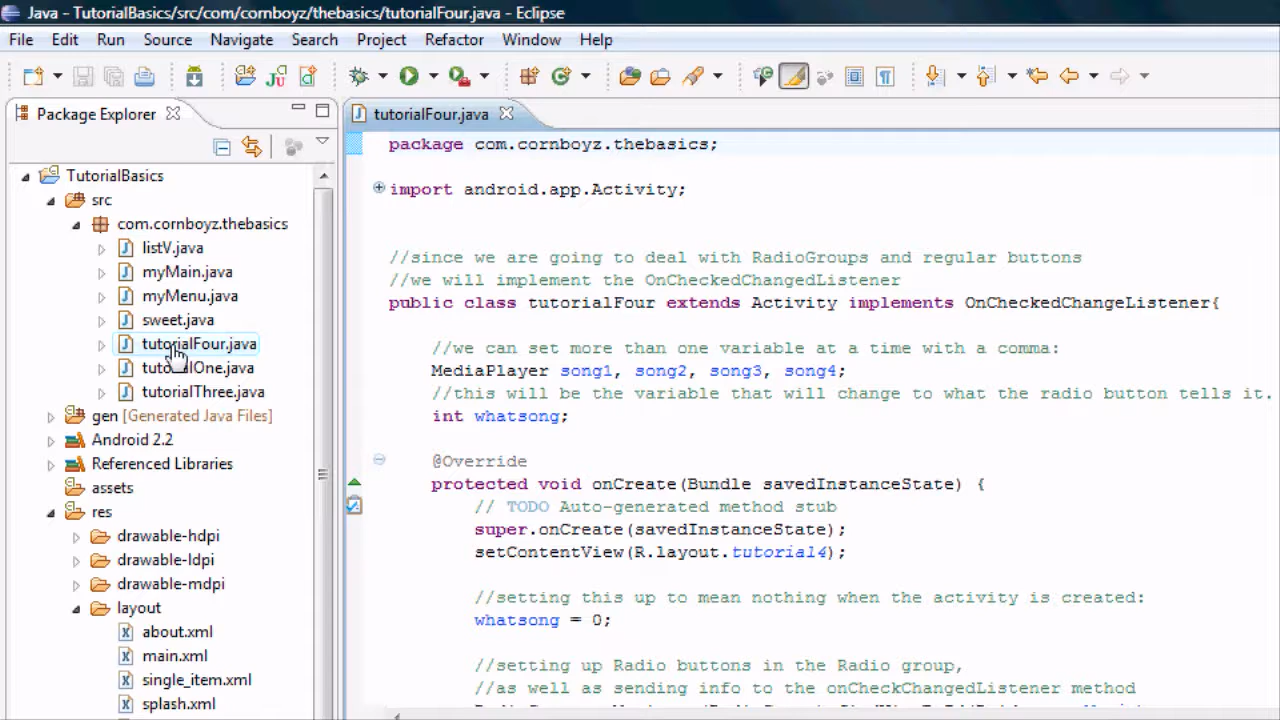 Java - TutorialBasics/src/com/cornboyz/thebasics/tutorialFour.java - Eclipse
File Edit Run Source Navigate Search Project Refactor Window Help
Package Explorer
TutorialBasics
src
com.cornboyz.thebasics
listV.java
myMain.java
myMenu.java
sweet.java
tutorialFour.java
tutorialOne.java
tutorialThree.java
gen [Generated Java Files]
Android 2.2
Referenced Libraries
assets
res
drawable-hdpi
drawable-ldpi
drawable-mdpi
layout
about.xml
main.xml
single_item.xml
splash.xml
tutorialFour.java
package com.cornboyz.thebasics;
import android.app.Activity;
//since we are going to deal with RadioGroups and regular buttons
//we will implement the OnCheckedChangedListener
public class tutorialFour extends Activity implements OnCheckedChangeListener{
//we can set more than one variable at a time with a comma:
MediaPlayer song1, song2, song3, song4;
//this will be the variable that will change to what the radio button tells it.
int whatsong;
@Override
protected void onCreate(Bundle savedInstanceState) {
// TODO Auto-generated method stub
super.onCreate(savedInstanceState);
setContentView(R.layout.tutorial4);
//setting this up to mean nothing when the activity is created:
whatsong = 0;
//setting up Radio buttons in the Radio group,
//as well as sending info to the onCheckChangedListener method